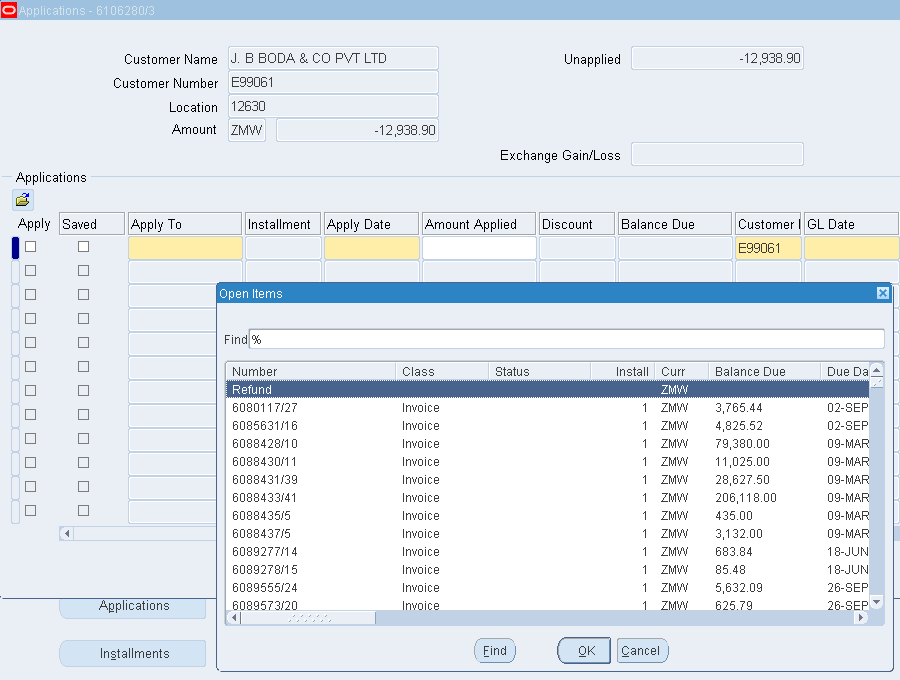 Applications - 6106280/3
Customer Name J. B BODA & CO PVT LTD Unapplied -12,938.90
Customer Number E99061
Location 12630
Amount ZMW -12,938.90
Exchange Gain/Loss
Applications
Apply Saved Apply To Installment Apply Date Amount Applied Discount Balance Due Customer GL Date
E99061
Open Items
Find %
Number Class Status Install Curr Balance Due Due Da
Refund ZMW
6080117/27 Invoice 1 ZMW 3,765.44 02-SEP
6085631/16 Invoice 1 ZMW 4,825.52 02-SEP
6088428/10 Invoice 1 ZMW 79,380.00 09-MAR
6088430/11 Invoice 1 ZMW 11,025.00 09-MAR
6088431/39 Invoice 1 ZMW 28,627.50 09-MAR
6088433/41 Invoice 1 ZMW 206,118.00 09-MAR
6088435/5 Invoice 1 ZMW 435.00 09-MAR
6088437/5 Invoice 1 ZMW 3,132.00 09-MAR
6089277/14 Invoice 1 ZMW 683.84 18-JUN
6089278/15 Invoice 1 ZMW 85.48 18-JUN
6089555/24 Invoice 1 ZMW 5,632.09 26-SEP
6089573/20 Invoice 1 ZMW 625.79 26-SEP
Applications
Find OK Cancel
Installments